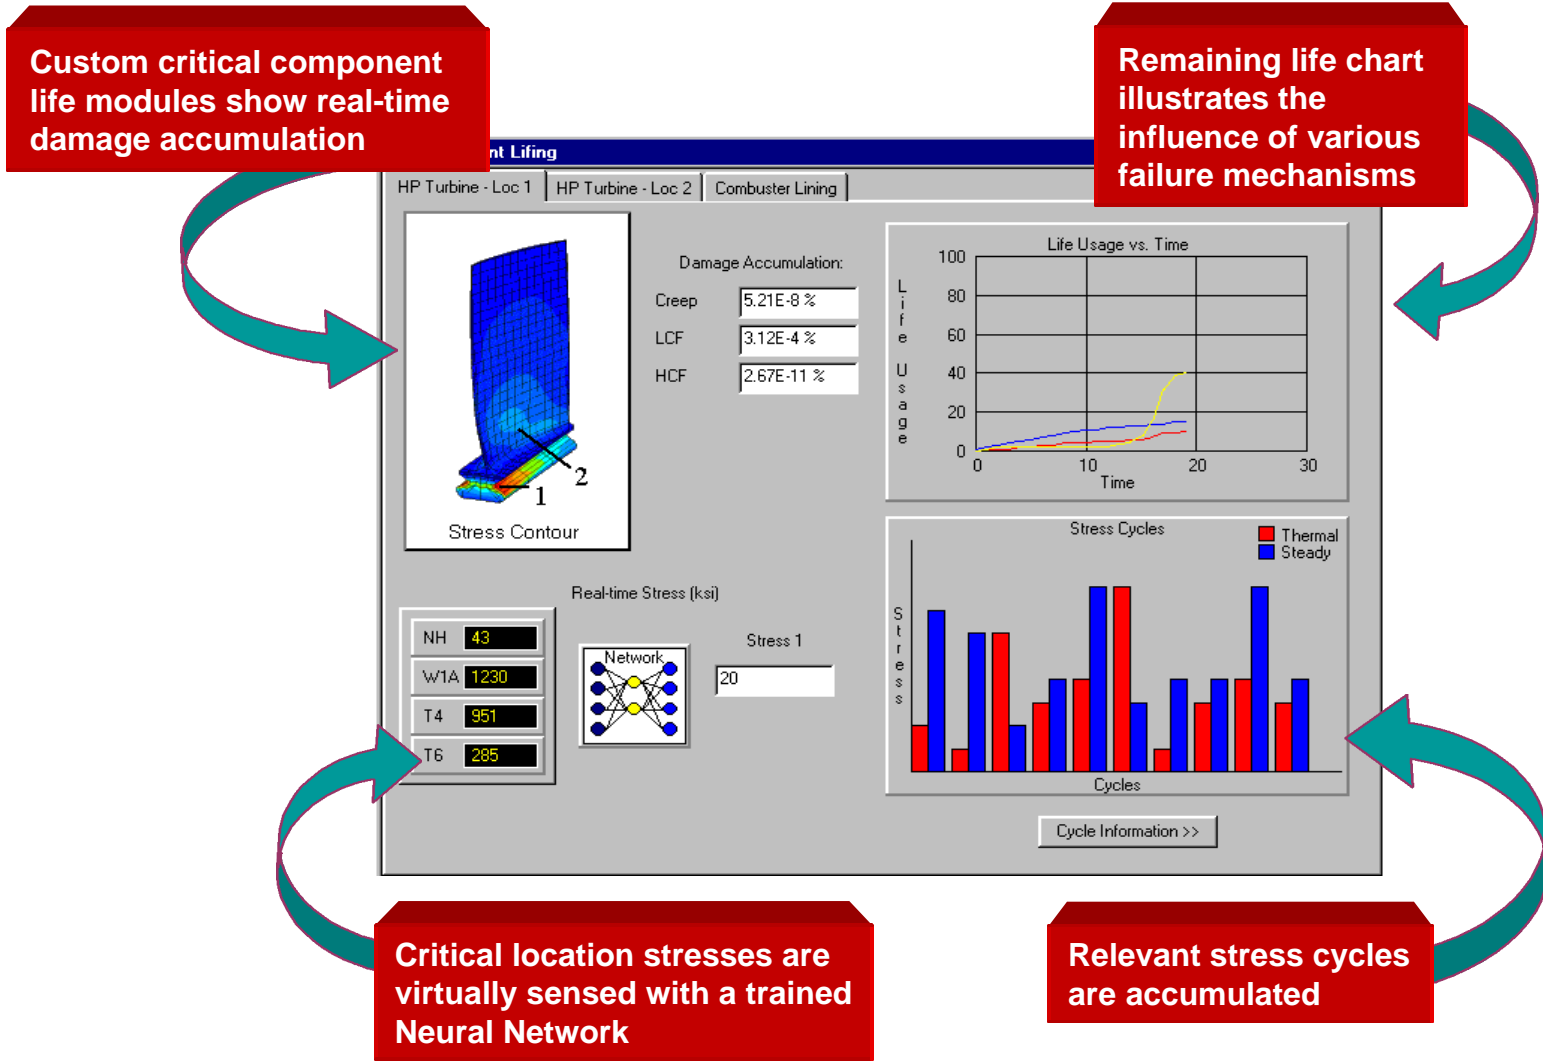 Custom critical component
life modules show real-time
damage accumulation
Remaining life chart
illustrates the
influence of various
failure mechanisms
nt Lifing
HP Turbine - Loc 1
HP Turbine - Loc 2
Combuster Lining
1
2
Stress Contour
Damage Accumulation:
Creep 5.21E-8 %
LCF 3.12E-4 %
HCF 2.67E-11 %
Life Usage vs. Time
Life Usage
100
80
60
40
20
0
0 10 20 30
Time
NH 43
W1A 1230
T4 951
T6 285
Real-time Stress (ksi)
Network
Stress 1
20
Stress Cycles
Thermal
Steady
Stress
Cycles
Cycle Information >>
Critical location stresses are
virtually sensed with a trained
Neural Network
Relevant stress cycles
are accumulated